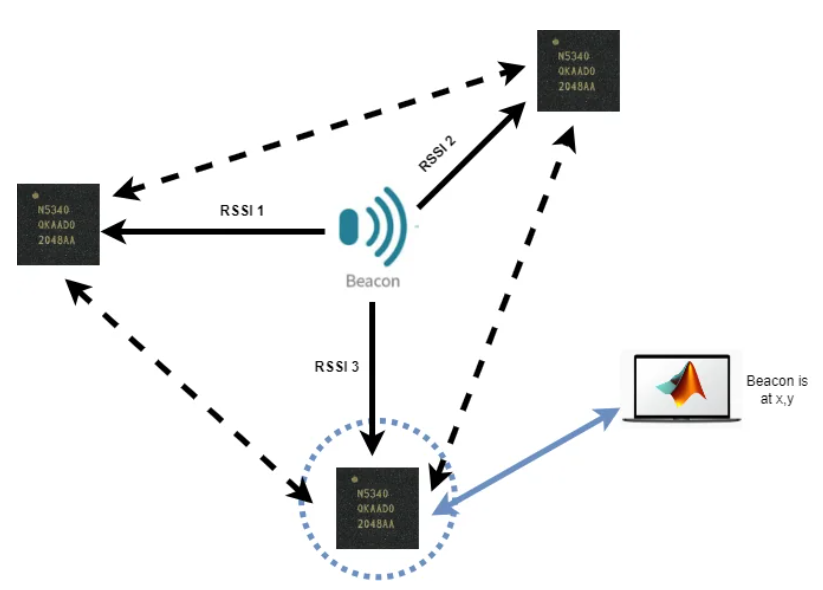 N5340
QKAAD0
2048AA
RSSI 2
N5340
QKAAD0
2048AA
RSSI 1
Beacon
RSSI 3
Beacon is
at x,y
N5340
QKAAD0
2048AA